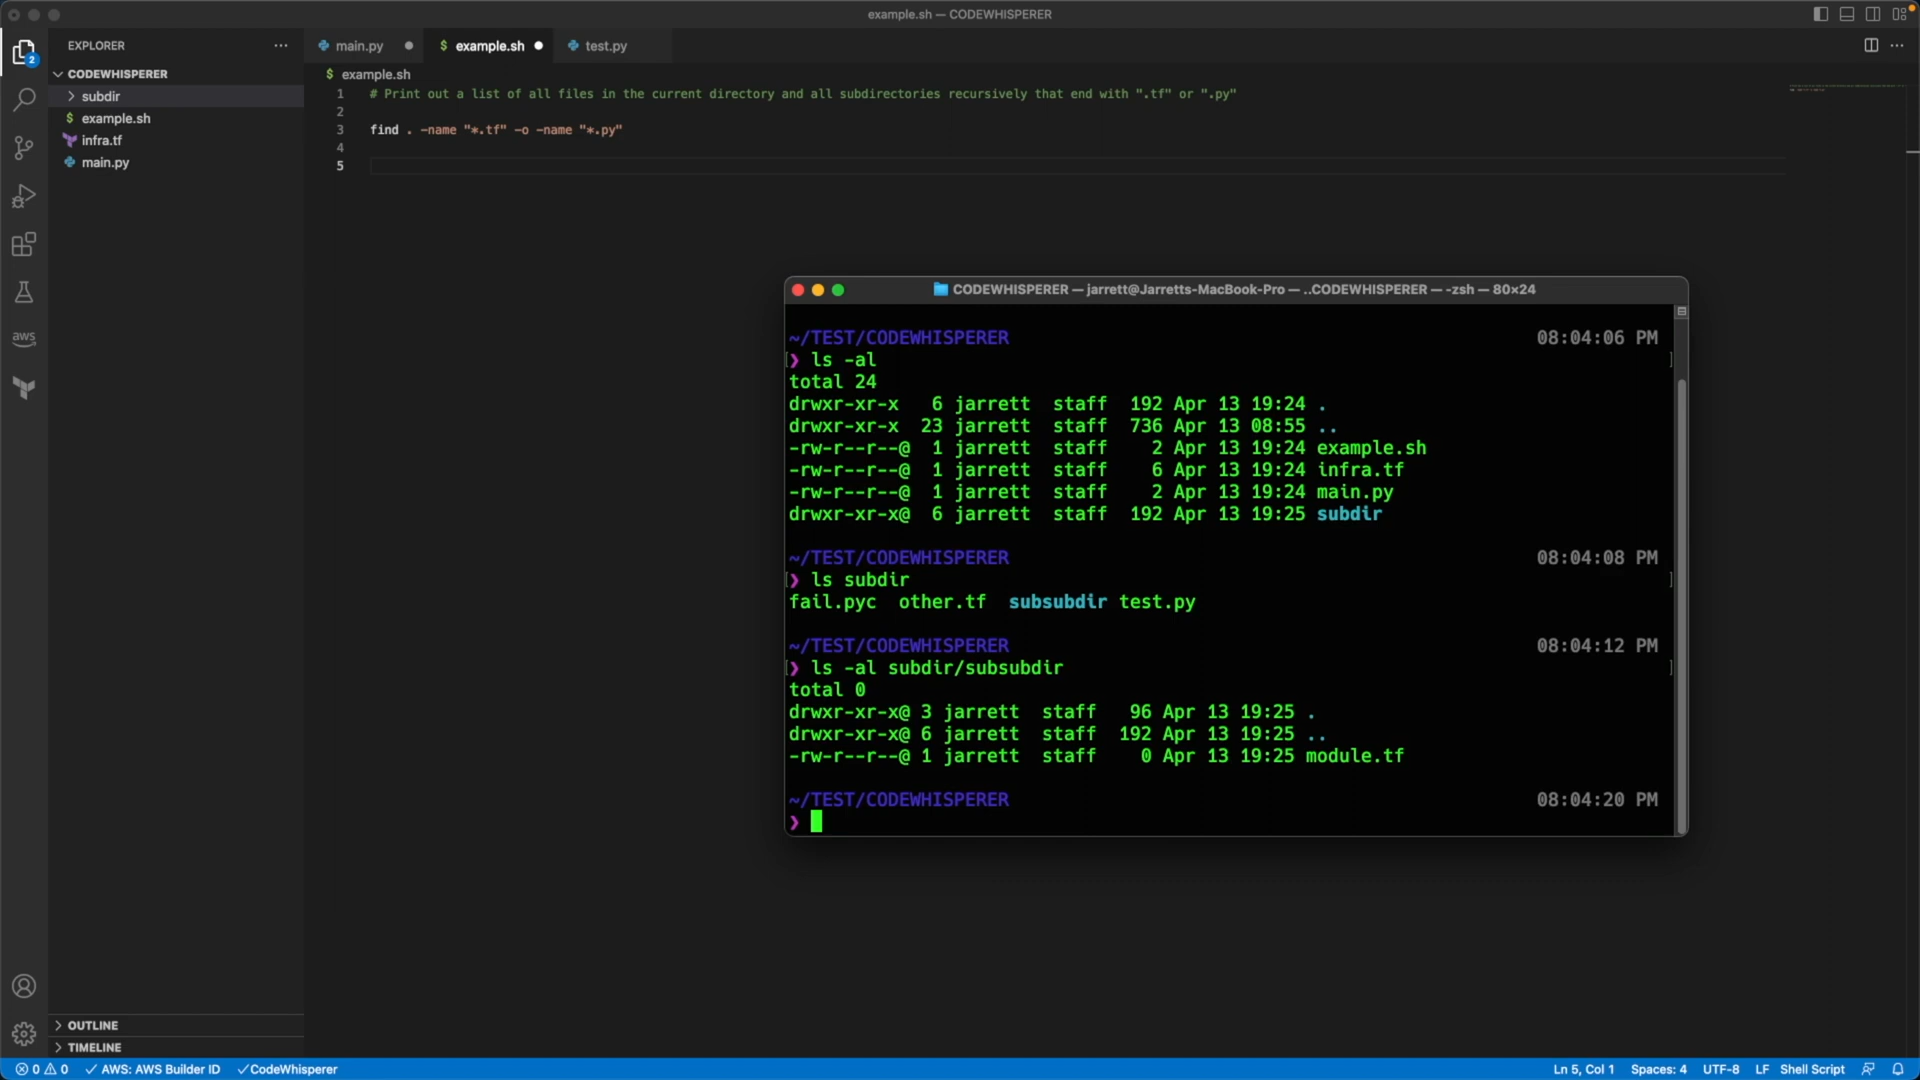 example.sh — CODEWHISPERER
EXPLORER
CODEWHISPERER
subdir
$ example.sh
infra.tf
main.py
2
aws
OUTLINE
TIMELINE
main.py
$ example.sh
test.py
$ example.sh
1 # Print out a list of all files in the current directory and all subdirectories recursively that end with ".tf" or ".py"
2
3 find . -name "*.tf" -o -name "*.py"
4
5
CODEWHISPERER — jarrett@Jarretts-MacBook-Pro — ..CODEWHISPERER — -zsh — 80×24
~/TEST/CODEWHISPERER 08:04:06 PM
❯ ls -al
total 24
drwxr-xr-x 6 jarrett staff 192 Apr 13 19:24 .
drwxr-xr-x 23 jarrett staff 736 Apr 13 08:55 ..
-rw-r--r--@ 1 jarrett staff 2 Apr 13 19:24 example.sh
-rw-r--r--@ 1 jarrett staff 6 Apr 13 19:24 infra.tf
-rw-r--r--@ 1 jarrett staff 2 Apr 13 19:24 main.py
drwxr-xr-x@ 6 jarrett staff 192 Apr 13 19:25 subdir
~/TEST/CODEWHISPERER 08:04:08 PM
❯ ls subdir
fail.pyc other.tf subsubdir test.py
~/TEST/CODEWHISPERER 08:04:12 PM
❯ ls -al subdir/subsubdir
total 0
drwxr-xr-x@ 3 jarrett staff 96 Apr 13 19:25 .
drwxr-xr-x@ 6 jarrett staff 192 Apr 13 19:25 ..
-rw-r--r--@ 1 jarrett staff 0 Apr 13 19:25 module.tf
~/TEST/CODEWHISPERER 08:04:20 PM
❯
0 0 AWS: AWS Builder ID CodeWhisperer Ln 5, Col 1 Spaces: 4 UTF-8 LF Shell Script